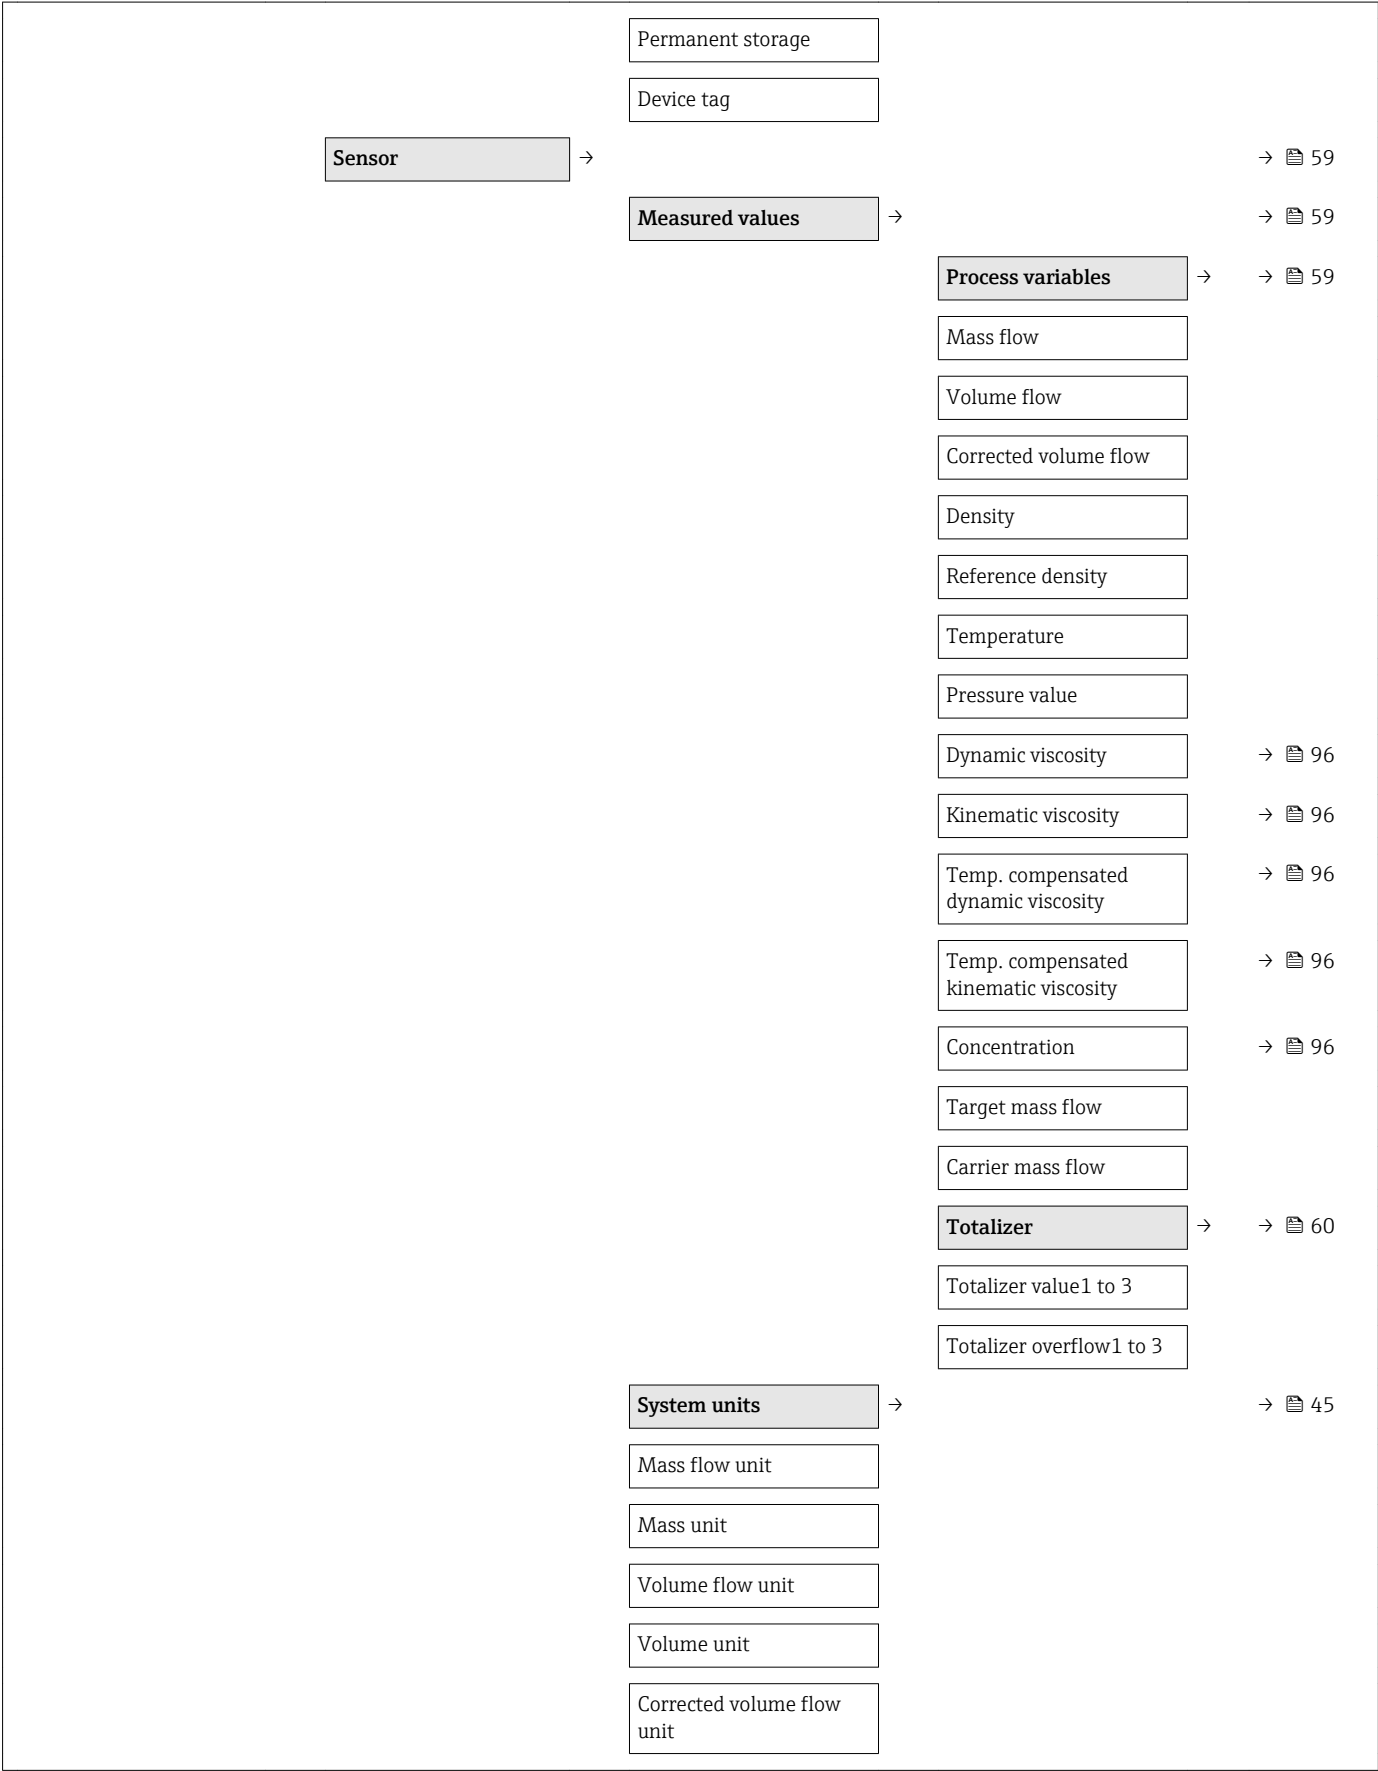 Permanent storage
Device tag
Sensor → → 59
Measured values → → 59
Process variables → → 59
Mass flow
Volume flow
Corrected volume flow
Density
Reference density
Temperature
Pressure value
Dynamic viscosity → 96
Kinematic viscosity → 96
Temp. compensated → 96
dynamic viscosity
Temp. compensated → 96
kinematic viscosity
Concentration → 96
Target mass flow
Carrier mass flow
Totalizer → → 60
Totalizer value1 to 3
Totalizer overflow1 to 3
System units → → 45
Mass flow unit
Mass unit
Volume flow unit
Volume unit
Corrected volume flow
unit